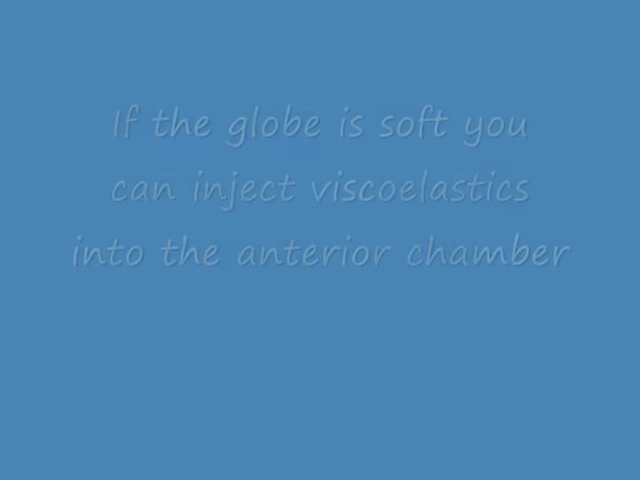 If the globe is soft you
can inject viscoelastics
into the anterior chamber